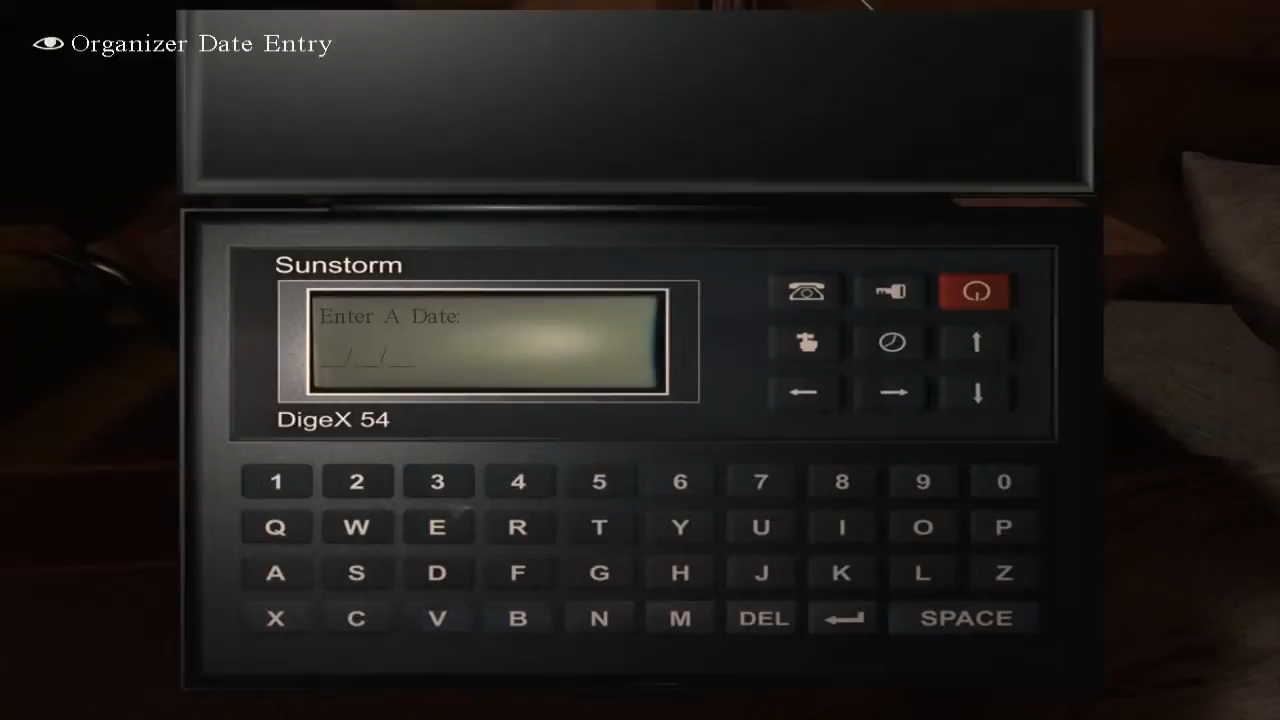 Organizer Date Entry
Sunstorm
Enter A Date:
__/__/__
DigeX 54
1 2 3 4 5 6 7 8 9 0
Q W E R T Y U I O P
A S D F G H J K L Z
X C V B N M DEL SPACE